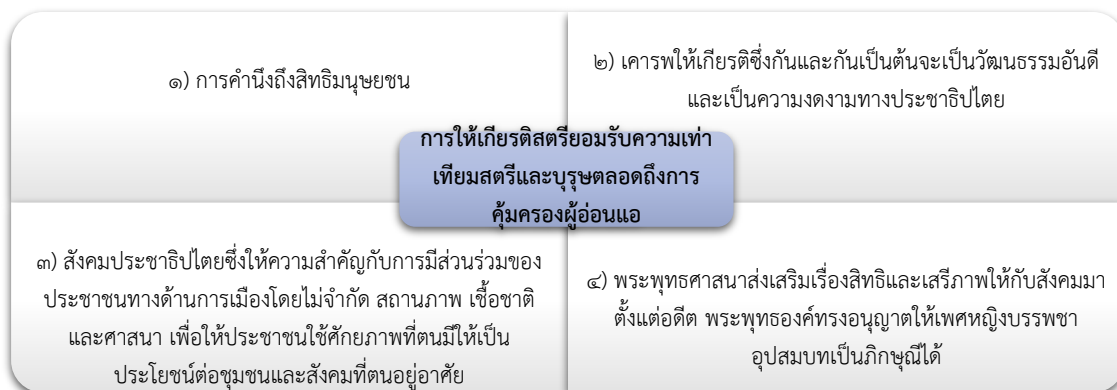 ๑) การคำนึงถึงสิทธิมนุษยชน
๒) เคารพให้เกียรติซึ่งกันและกันเป็นต้นจะเป็นวัฒนธรรมอันดี
และเป็นความงดงามทางประชาธิปไตย
การให้เกียรติสตรียอมรับความเท่า
เทียมสตรีและบุรุษตลอดถึงการ
คุ้มครองผู้อ่อนแอ
๓) สังคมประชาธิปไตยซึ่งให้ความสำคัญกับการมีส่วนร่วมของ
ประชาชนทางด้านการเมืองโดยไม่จำกัด สถานภาพ เชื้อชาติ
และศาสนา เพื่อให้ประชาชนใช้ศักยภาพที่ตนมีให้เป็น
ประโยชน์ต่อชุมชนและสังคมที่ตนอยู่อาศัย
๔) พระพุทธศาสนาส่งเสริมเรื่องสิทธิและเสรีภาพให้กับสังคมมา
ตั้งแต่อดีต พระพุทธองค์ทรงอนุญาตให้เพศหญิงบรรพชา
อุปสมบทเป็นภิกษุณีได้